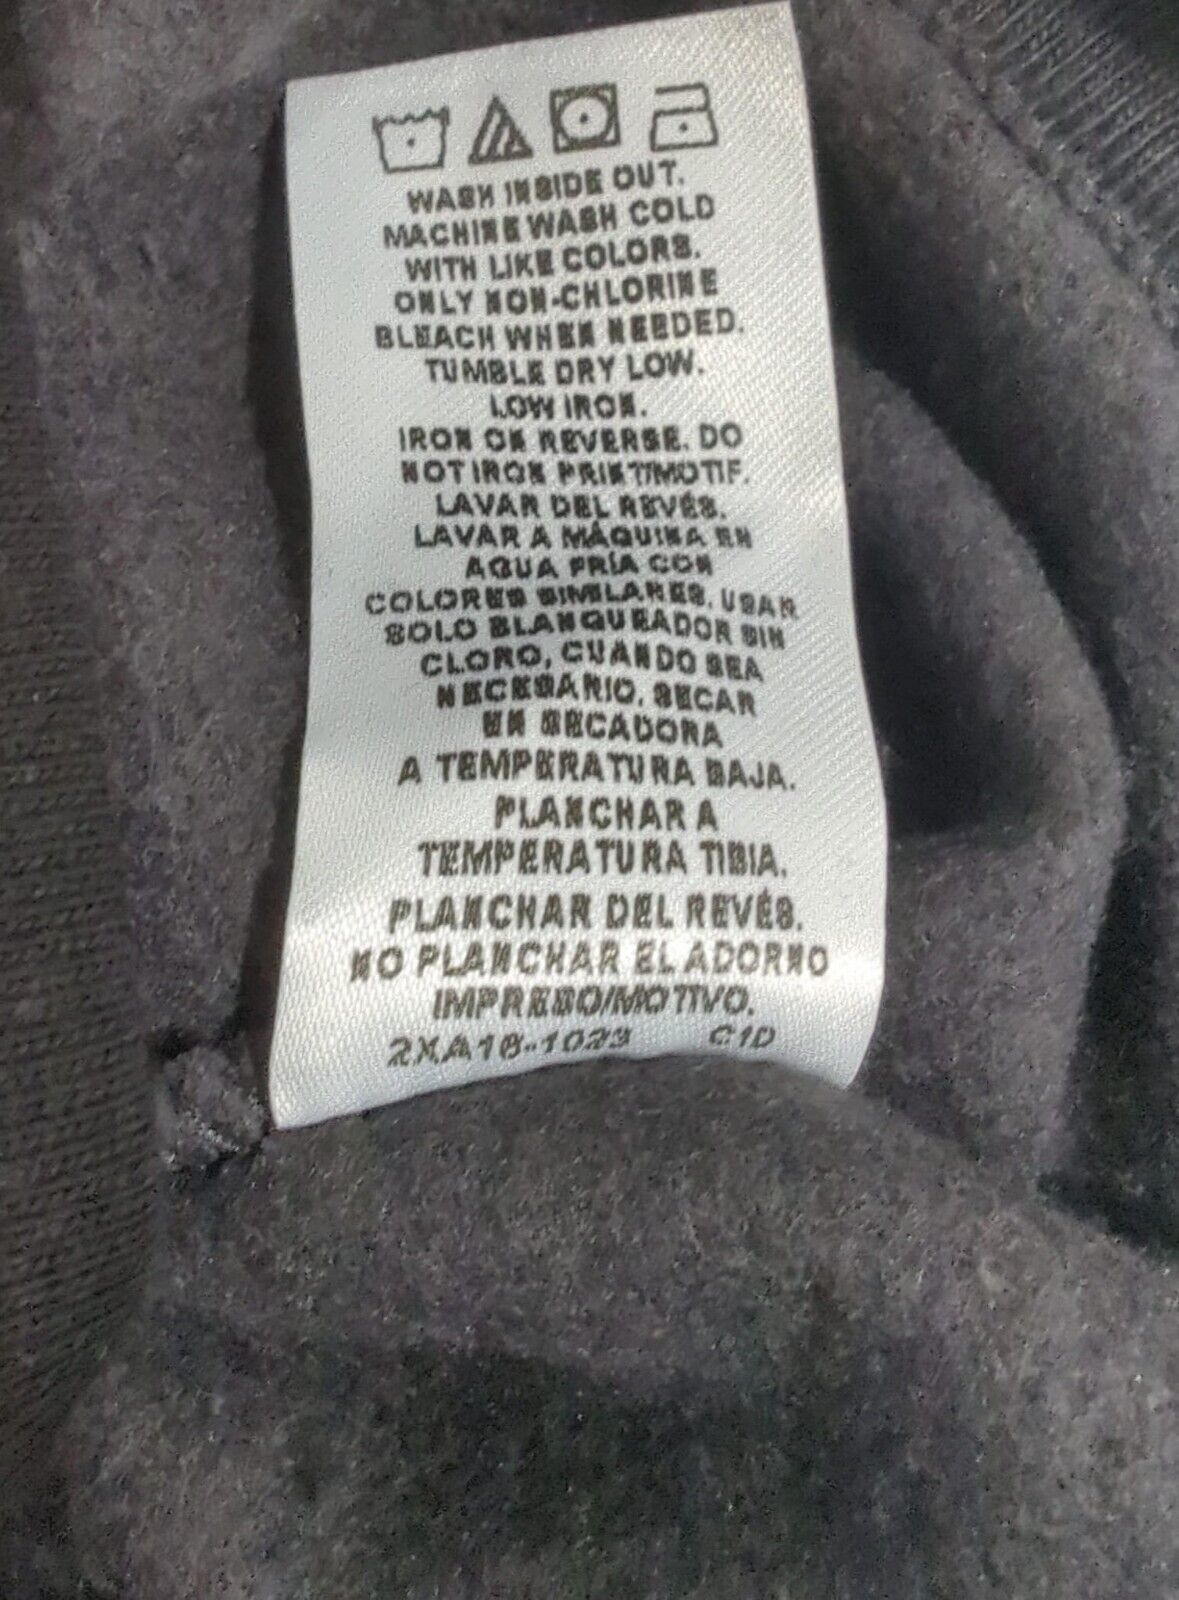 WASH INSIDE OUT.
MACHINE WASH COLD
WITH LIKE COLORS.
ONLY NON-CHLORINE
BLEACH WHEN NEEDED.
TUMBLE DRY LOW.
LOW IRON.
IRON ON REVERSE. DO
NOT IRON PRINT/MOTIF.
LAVAR DEL REVÉS.
LAVAR A MÁQUINA EN
AGUA FRÍA CON
COLORES SIMILARES. USAR
SOLO BLANQUEADOR SIN
CLORO, CUANDO SEA
NECESARIO. SECAR
EN SECADORA
A TEMPERATURA BAJA.
PLANCHAR A
TEMPERATURA TIBIA.
PLANCHAR DEL REVÉS.
NO PLANCHAR EL ADORNO
IMPRESO/MOTIVO.
2XA16-1023 C1D